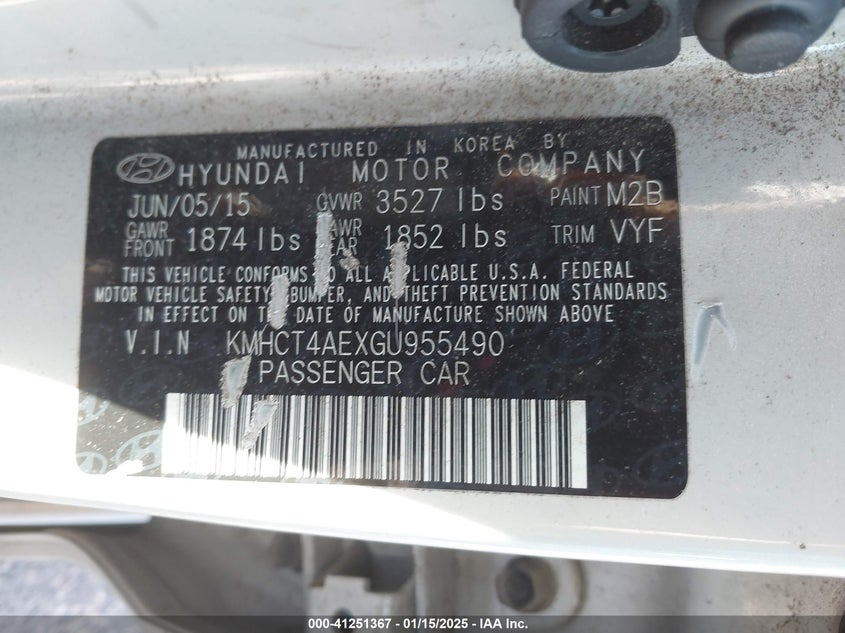 MANUFACTURED IN KOREA BY
HYUNDAI MOTOR COMPANY
JUN/05/15 GVWR 3527 lbs PAINT M2B
GAWR FRONT 1874 lbs GAWR REAR 1852 lbs TRIM VYF
THIS VEHICLE CONFORMS TO ALL APPLICABLE U.S.A. FEDERAL
MOTOR VEHICLE SAFETY, BUMPER, AND THEFT PREVENTION STANDARDS
IN EFFECT ON THE DATE OF MANUFACTURE SHOWN ABOVE.
V.I.N KMHCT4AEXGU955490
PASSENGER CAR
000-41251367 - 01/15/2025 - IAA Inc.